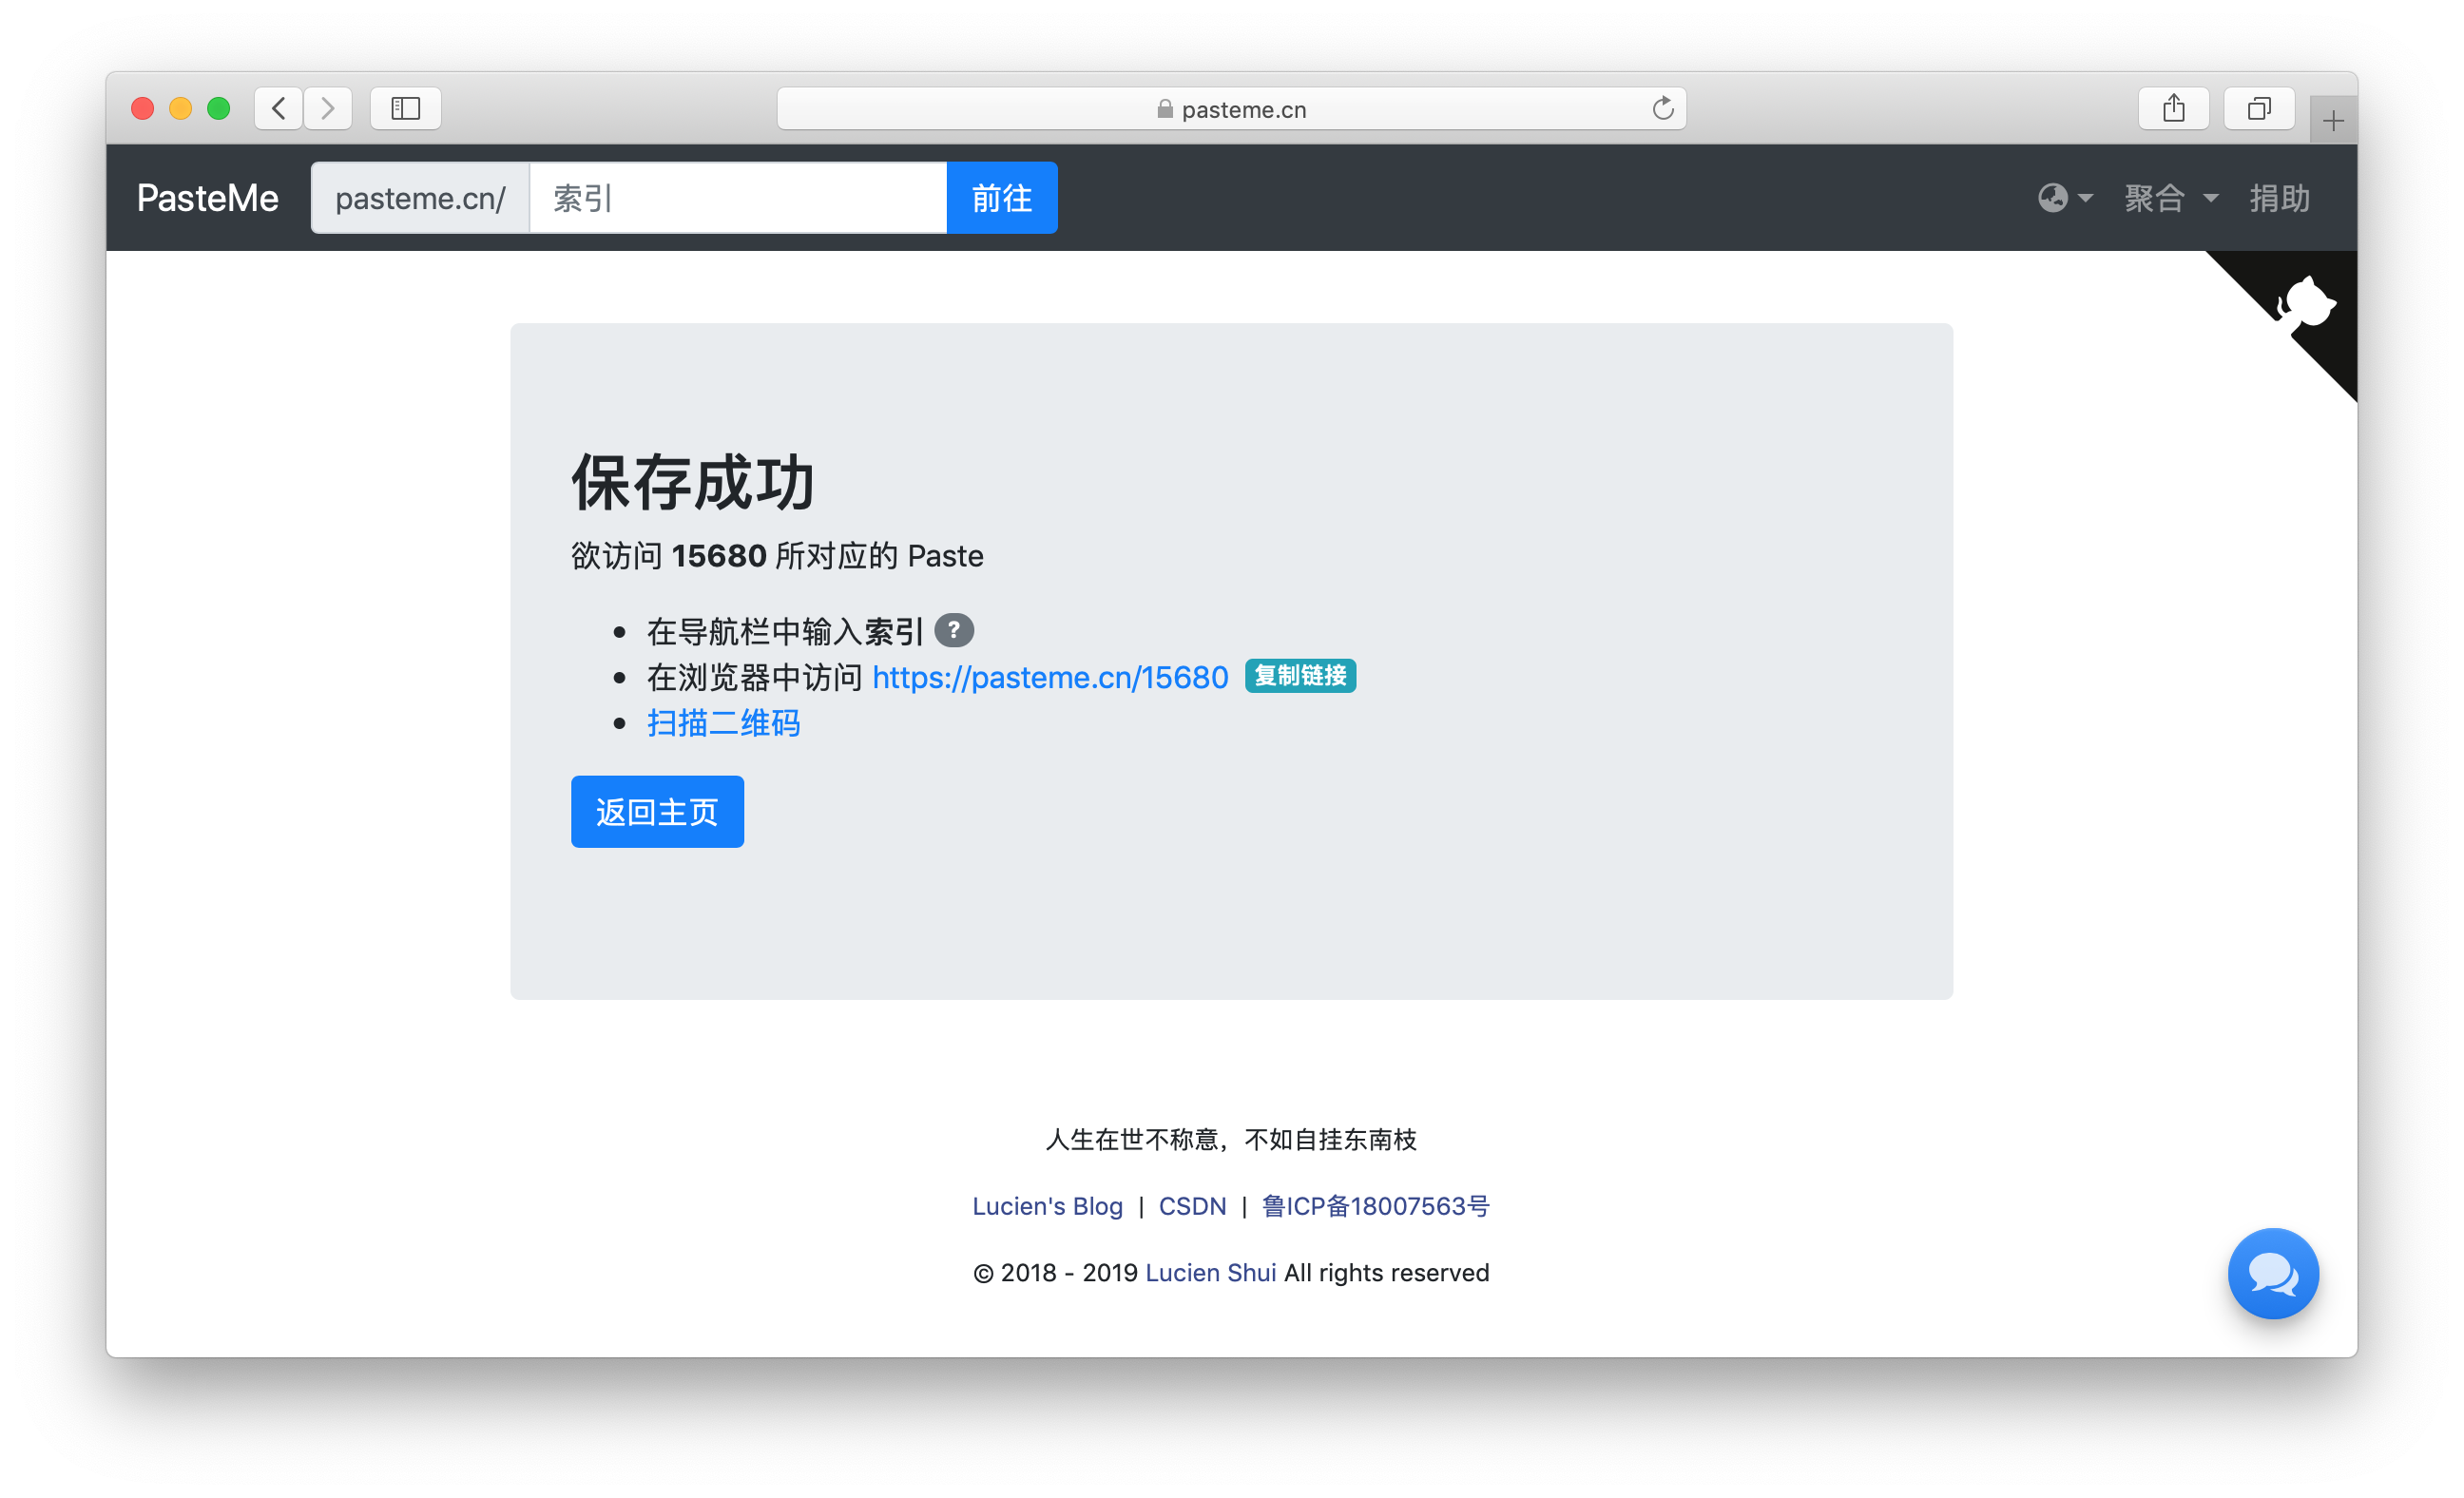 pasteme.cn
PasteMe pasteme.cn/ 索引 前往 聚合 捐助
保存成功
欲访问 15680 所对应的 Paste
在导航栏中输入索引 ?
在浏览器中访问 https://pasteme.cn/15680 复制链接
扫描二维码
返回主页
人生在世不称意，不如自挂东南枝
Lucien's Blog | CSDN | 鲁ICP备18007563号
© 2018 - 2019 Lucien Shui All rights reserved